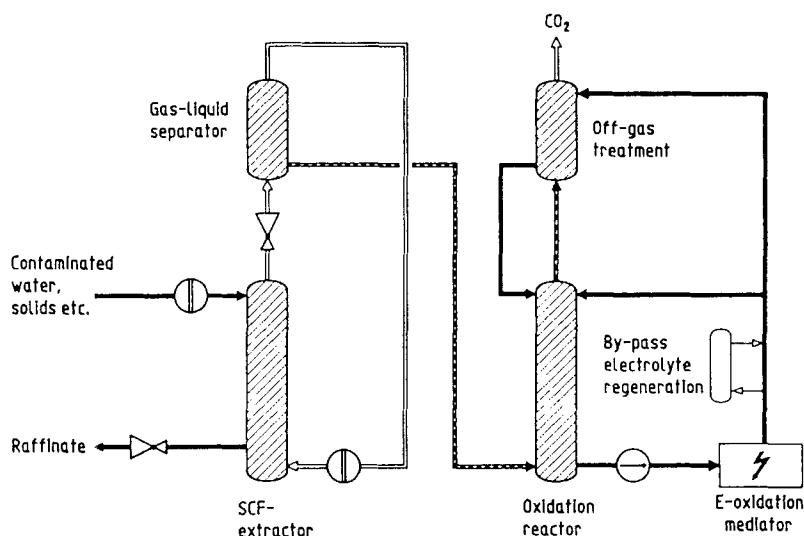 CO₂
Gas-liquid
separator
Off-gas
treatment
Contaminated
water,
solids etc.
By-pass
electrolyte
regeneration
Raffinate
SCF-
extractor
Oxidation
reactor
E-oxidation
mediator